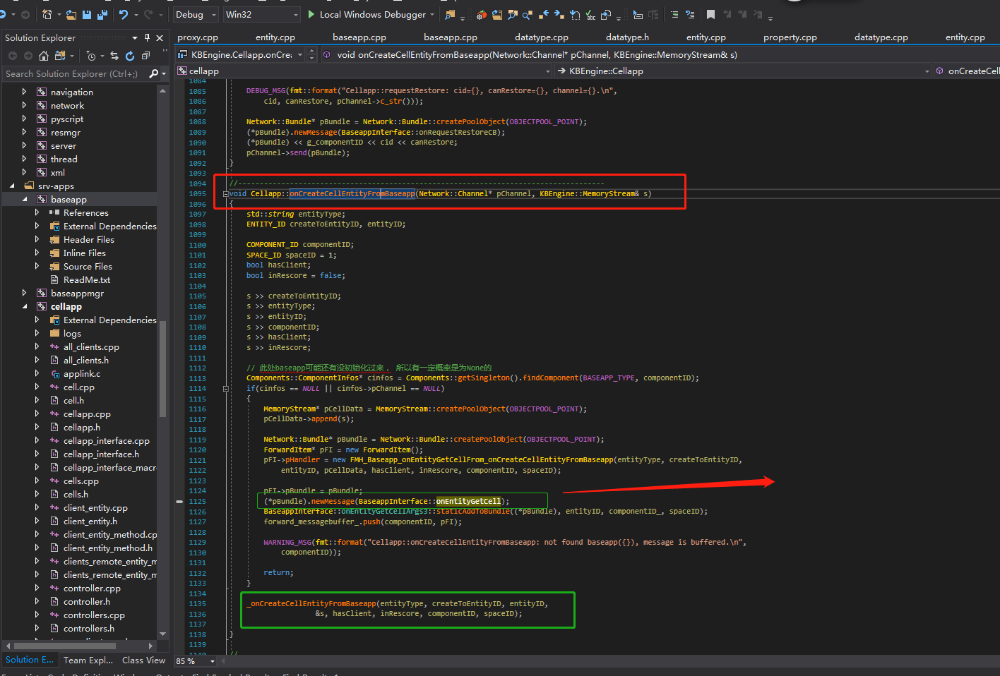 Debug
Win32
Local Windows Debugger
Solution Explorer
Search Solution Explorer (Ctrl+;)
navigation
network
pyscript
resmgr
server
thread
xml
srv-apps
baseapp
References
External Dependencies
Header Files
Inline Files
Source Files
ReadMe.txt
baseappmgr
cellapp
External Dependencies
logs
all_clients.cpp
all_clients.h
applink.c
cell.cpp
cell.h
cellapp.cpp
cellapp.h
cellapp_interface.cpp
cellapp_interface.h
cellapp_interface_macr
cells.cpp
cells.h
client_entity.cpp
client_entity.h
client_entity_method.cp
client_entity_method.h
clients_remote_entity_m
clients_remote_entity_m
controller.cpp
controller.h
controllers.cpp
controllers.h
Solution E... Team Expl... Class View
proxy.cpp entity.cpp baseapp.cpp baseapp.cpp datatype.cpp datatype.h entity.cpp property.cpp datatype.cpp entity.cpp
KBEngine.Cellapp.onCrea void onCreateCellEntityFromBaseapp(Network::Channel* pChannel, KBEngine::MemoryStream& s)
cellapp KBEngine::Cellapp onCreateCell
1084
1085 DEBUG_MSG(fmt::format("Cellapp::requestRestore: cid={}, canRestore={}, channel={}.\n",
1086 cid, canRestore, pChannel->c_str()));
1087
1088 Network::Bundle* pBundle = Network::Bundle::createPoolObject(OBJECTPOOL_POINT);
1089 (*pBundle).newMessage(BaseappInterface::onRequestRestoreCB);
1090 (*pBundle) << g_componentID << cid << canRestore;
1091 pChannel->send(pBundle);
1092 }
1093
1094 //-------------------------------------------------------------------------------------
1095 void Cellapp::onCreateCellEntityFromBaseapp(Network::Channel* pChannel, KBEngine::MemoryStream& s)
1096 {
1097 std::string entityType;
1098 ENTITY_ID createToEntityID, entityID;
1099
1100 COMPONENT_ID componentID;
1101 SPACE_ID spaceID = 1;
1102 bool hasClient;
1103 bool inRescore = false;
1104
1105 s >> createToEntityID;
1106 s >> entityType;
1107 s >> entityID;
1108 s >> componentID;
1109 s >> hasClient;
1110 s >> inRescore;
1111
1112 // 此处baseapp可能还有没初始化过来， 所以有一定概率是为None的
1113 Components::ComponentInfos* cinfos = Components::getSingleton().findComponent(BASEAPP_TYPE, componentID);
1114 if(cinfos == NULL || cinfos->pChannel == NULL)
1115 {
1116 MemoryStream* pCellData = MemoryStream::createPoolObject(OBJECTPOOL_POINT);
1117 pCellData->append(s);
1118
1119 Network::Bundle* pBundle = Network::Bundle::createPoolObject(OBJECTPOOL_POINT);
1120 ForwardItem* pFI = new ForwardItem();
1121 pFI->pHandler = new FMH_Baseapp_onEntityGetCellFrom_onCreateCellEntityFromBaseapp(entityType, createToEntityID,
1122 entityID, pCellData, hasClient, inRescore, componentID, spaceID);
1123
1124 pFI->pBundle = pBundle;
1125 (*pBundle).newMessage(BaseappInterface::onEntityGetCell);
1126 BaseappInterface::onEntityGetCellArgs3::staticAddToBundle((*pBundle), entityID, componentID_, spaceID);
1127 forward_messagebuffer_.push(componentID, pFI);
1128
1129 WARNING_MSG(fmt::format("Cellapp::onCreateCellEntityFromBaseapp: not found baseapp({}), message is buffered.\n",
1130 componentID));
1131
1132 return;
1133 }
1134
1135 _onCreateCellEntityFromBaseapp(entityType, createToEntityID, entityID,
1136 &s, hasClient, inRescore, componentID, spaceID);
1137
1138 }
1139
1140 //
85 %